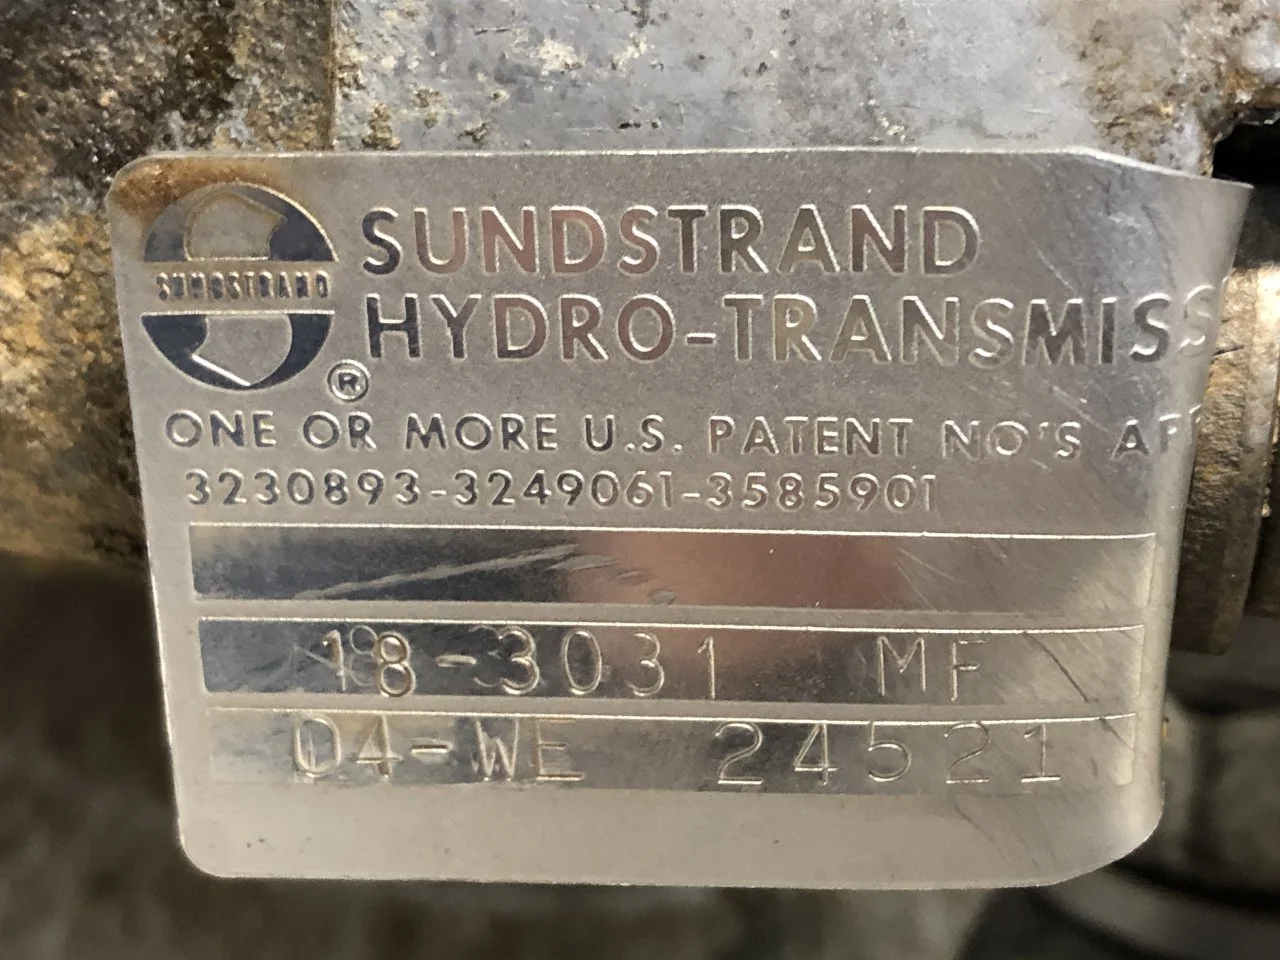 SUNDSTRAND
SUNDSTRAND
HYDRO-TRANSMISS
®
ONE OR MORE U.S. PATENT NO'S AP
3230893-3249061-3585901
18-3031 MF
04-WE 24521